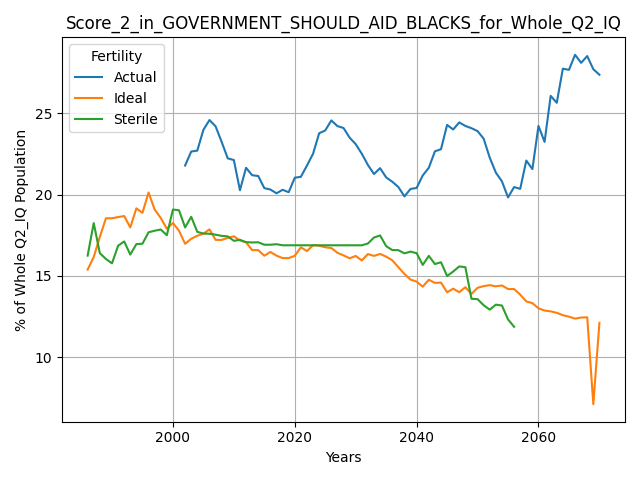 Score_2_in_GOVERNMENT_SHOULD_AID_BLACKS_for_Whole_Q2_IQ
Fertility
Actual
Ideal
Sterile
% of Whole Q2_IQ Population
25
20
15
10
2000 2020 2040 2060
Years